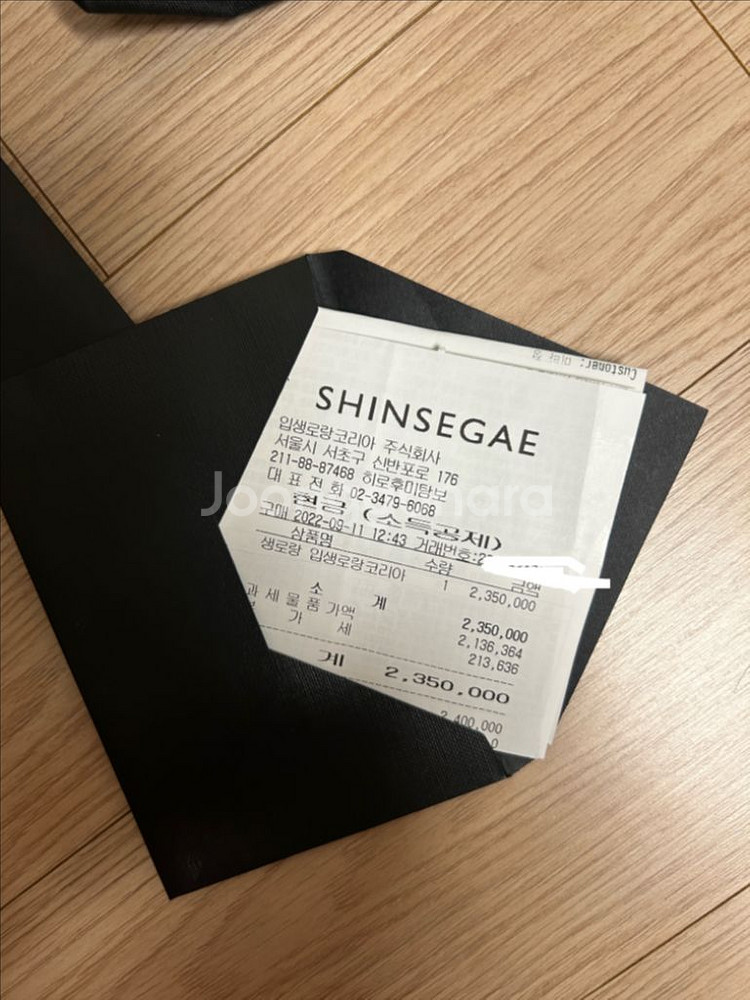 Customer:
SHINSEGAE
입생로랑코리아 주식회사
서울시 서초구 신반포로 176
211-88-87468 히로후미탐보
대 표 전 화 02-3479-6068
현금 (소득공제)
구매 2022-09-11 12:43 거래번호:2
상품명 수량 금액
생로랑 입생로랑코리아 1 2,350,000
소 계 2,350,000
과 세 물 품 가액 2,136,364
가 세 213,636
계 2,350,000
2,400,000
0